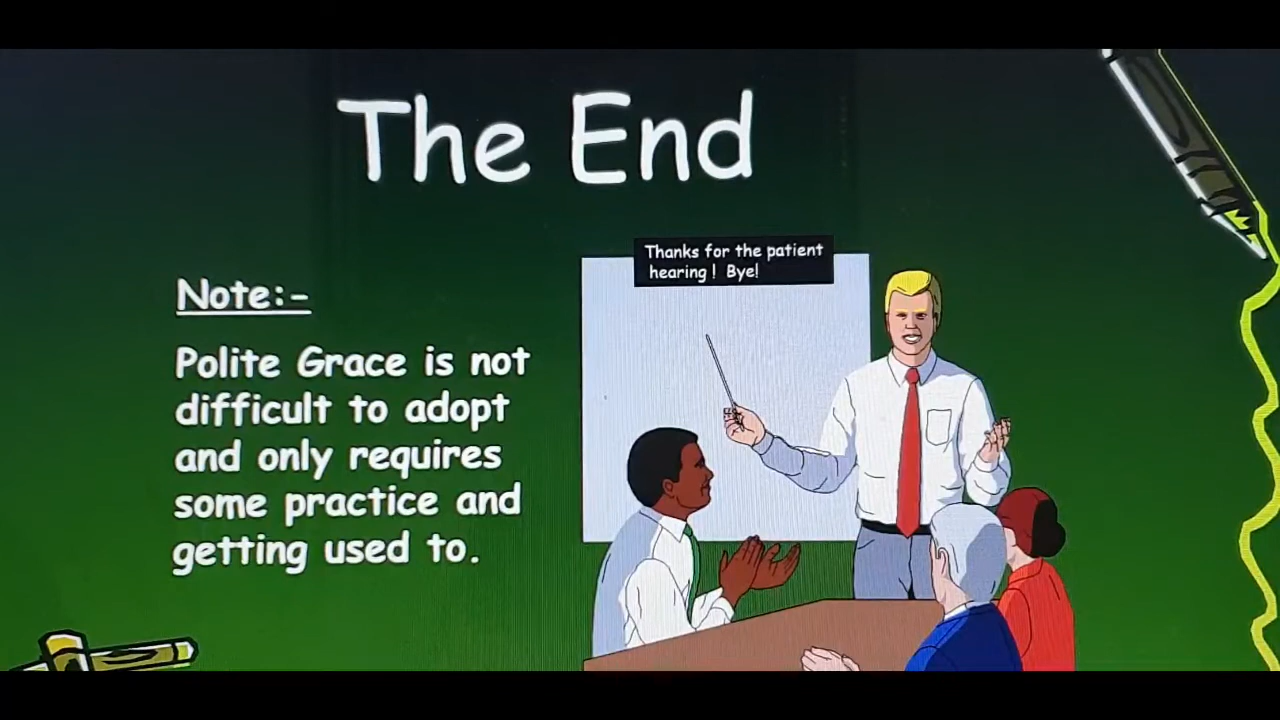 The End
Thanks for the patient
hearing ! Bye!
Note:-
Polite Grace is not
difficult to adopt
and only requires
some practice and
getting used to.